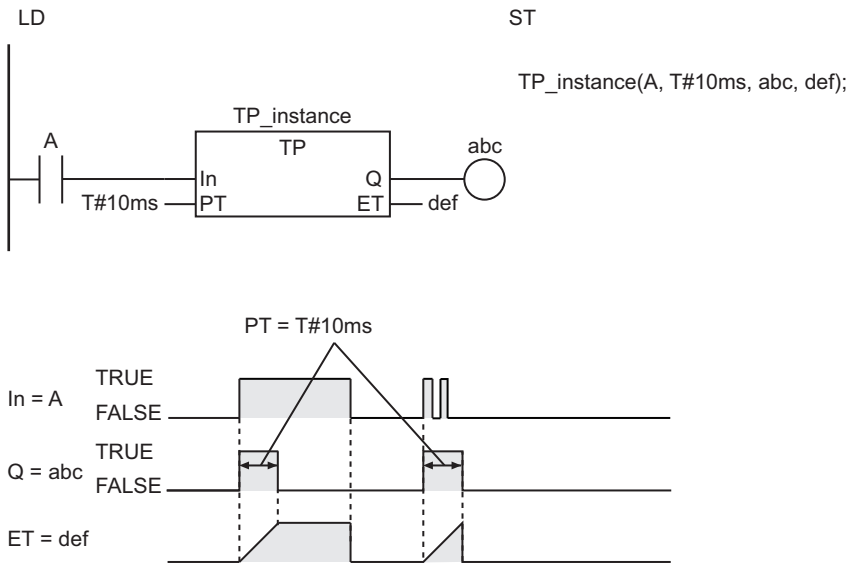 LD
ST
TP_instance(A, T#10ms, abc, def);
TP_instance
TP
A
abc
In
Q
T#10ms
PT
ET
def
PT = T#10ms
In = A
TRUE
FALSE
Q = abc
TRUE
FALSE
ET = def